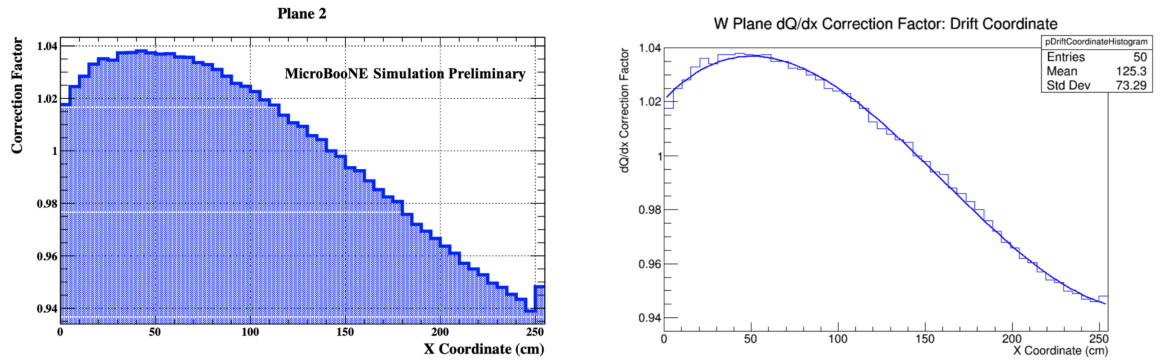 Plane 2
Correction Factor
1.04
1.02
1
0.98
0.96
0.94
MicroBooNE Simulation Preliminary
0
50
100
150
200
250
X Coordinate (cm)
W Plane dQ/dx Correction Factor: Drift Coordinate
pDriftCoordinateHistogram
Entries 50
Mean 125.3
Std Dev 73.29
dQ/dx Correction Factor
1.04
1.02
1
0.98
0.96
0.94
0
50
100
150
200
250
X Coordinate (cm)